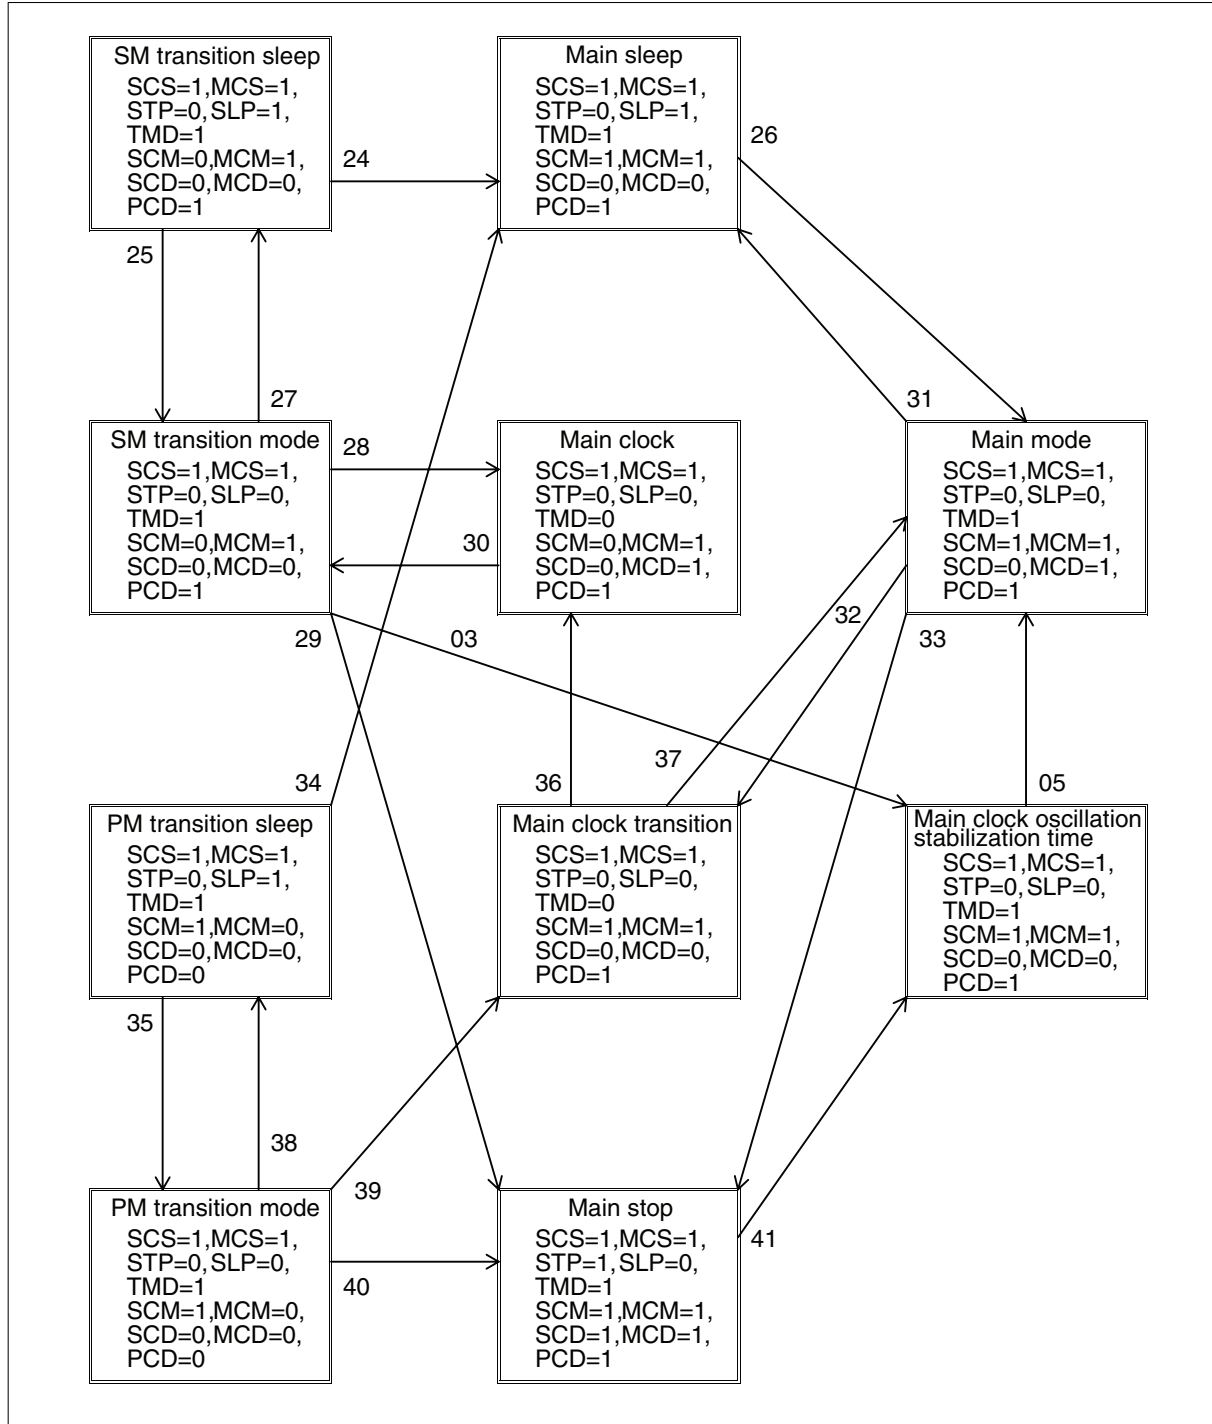 SM transition sleep
SCS=1,MCS=1,
STP=0, SLP=1,
TMD=1
SCM=0,MCM=1,
SCD=0,MCD=0,
PCD=1
Main sleep
SCS=1,MCS=1,
STP=0, SLP=1,
TMD=1
SCM=1,MCM=1,
SCD=0,MCD=0,
PCD=1
24
26
25
27
31
SM transition mode
SCS=1,MCS=1,
STP=0, SLP=0,
TMD=1
SCM=0,MCM=1,
SCD=0,MCD=0,
PCD=1
28
30
Main clock
SCS=1,MCS=1,
STP=0, SLP=0,
TMD=0
SCM=0,MCM=1,
SCD=0,MCD=1,
PCD=1
Main mode
SCS=1,MCS=1,
STP=0, SLP=0,
TMD=1
SCM=1,MCM=1,
SCD=0,MCD=1,
PCD=1
29
03
32
33
34
36
37
05
PM transition sleep
SCS=1,MCS=1,
STP=0, SLP=1,
TMD=1
SCM=1,MCM=0,
SCD=0,MCD=0,
PCD=0
Main clock transition
SCS=1,MCS=1,
STP=0, SLP=0,
TMD=0
SCM=1,MCM=1,
SCD=0,MCD=0,
PCD=1
Main clock oscillation
stabilization time
SCS=1,MCS=1,
STP=0, SLP=0,
TMD=1
SCM=1,MCM=1,
SCD=0,MCD=0,
PCD=1
35
38
39
PM transition mode
SCS=1,MCS=1,
STP=0, SLP=0,
TMD=1
SCM=1,MCM=0,
SCD=0,MCD=0,
PCD=0
40
Main stop
SCS=1,MCS=1,
STP=1, SLP=0,
TMD=1
SCM=1,MCM=1,
SCD=1,MCD=1,
PCD=1
41